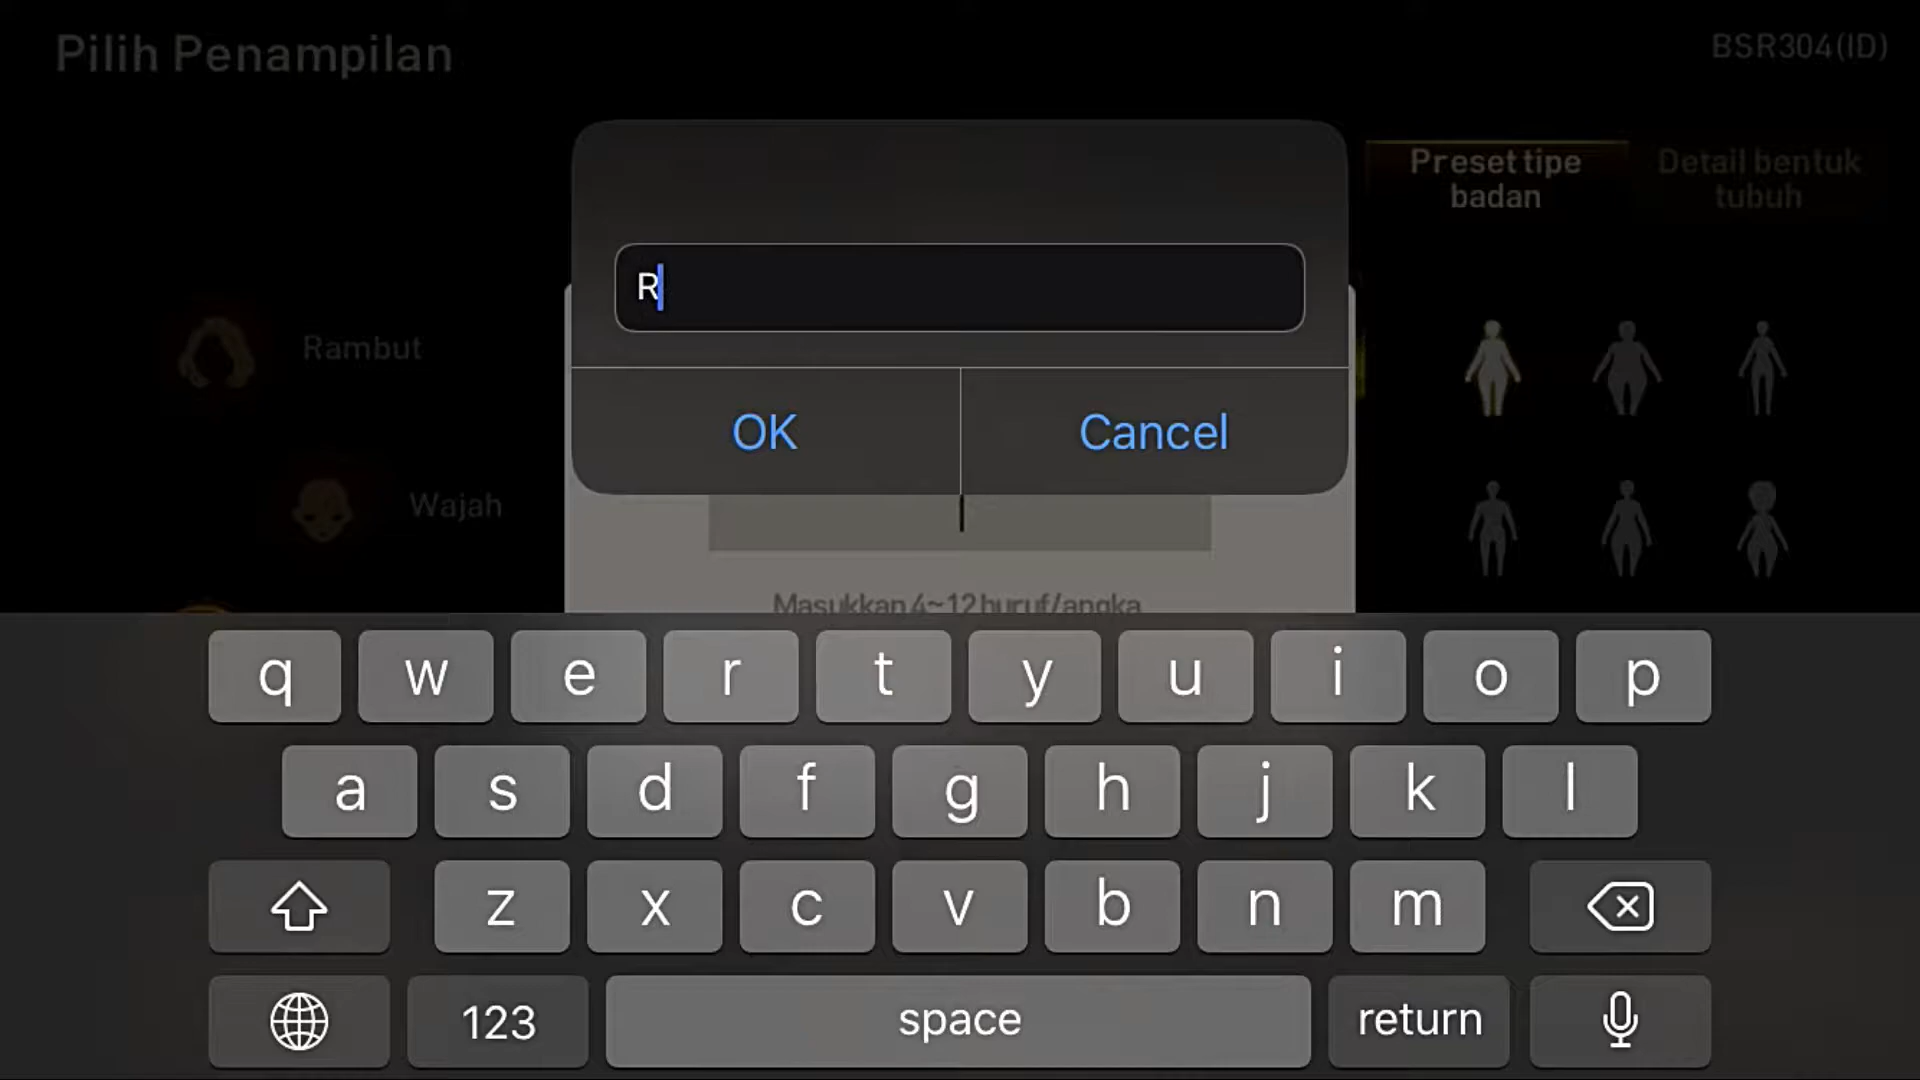 Pilih Penampilan
BSR304(ID)
Preset tipe
badan
Detail bentuk
tubuh
R
Rambut
OK
Cancel
Wajah
Masukkan 4~12 huruf/angka
q w e r t y u i o p
a s d f g h j k l
z x c v b n m
123 space return